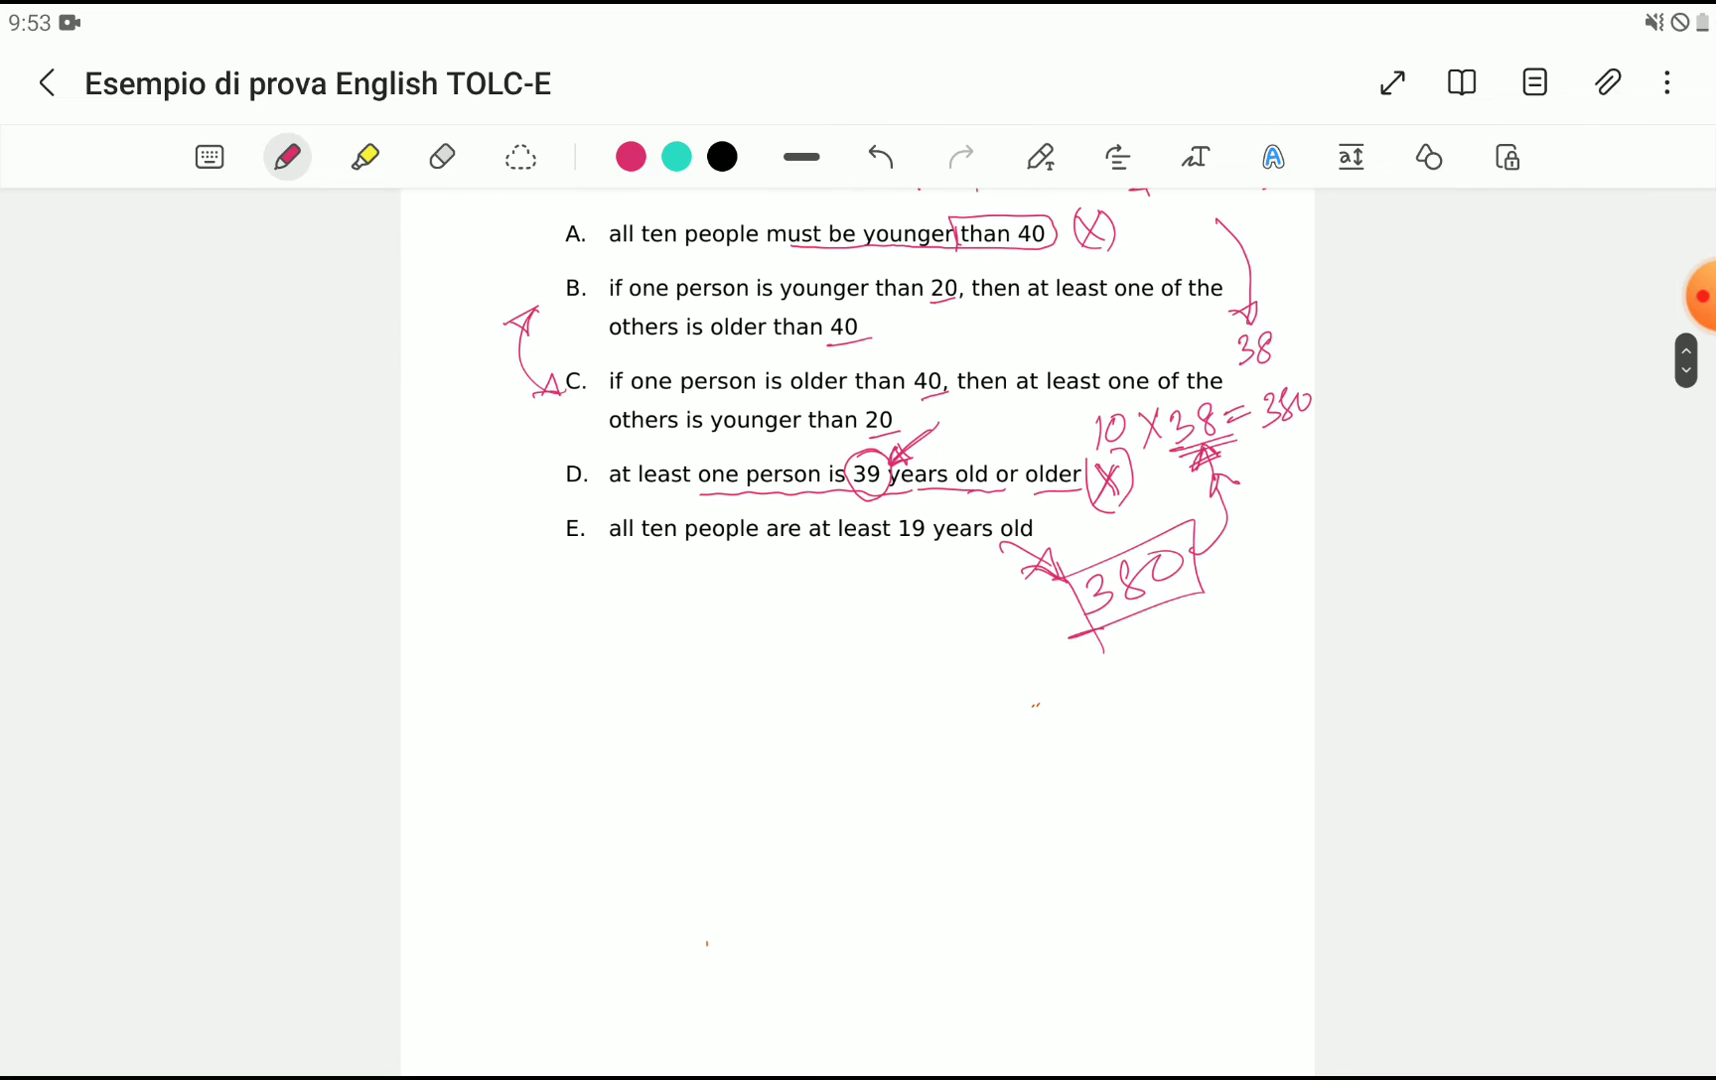 9:53
Esempio di prova English TOLC-E
A. all ten people must be younger than 40 X
B. if one person is younger than 20, then at least one of the
others is older than 40
38
C. if one person is older than 40, then at least one of the
others is younger than 20
10 X 38 = 380
D. at least one person is 39 years old or older X
E. all ten people are at least 19 years old
380